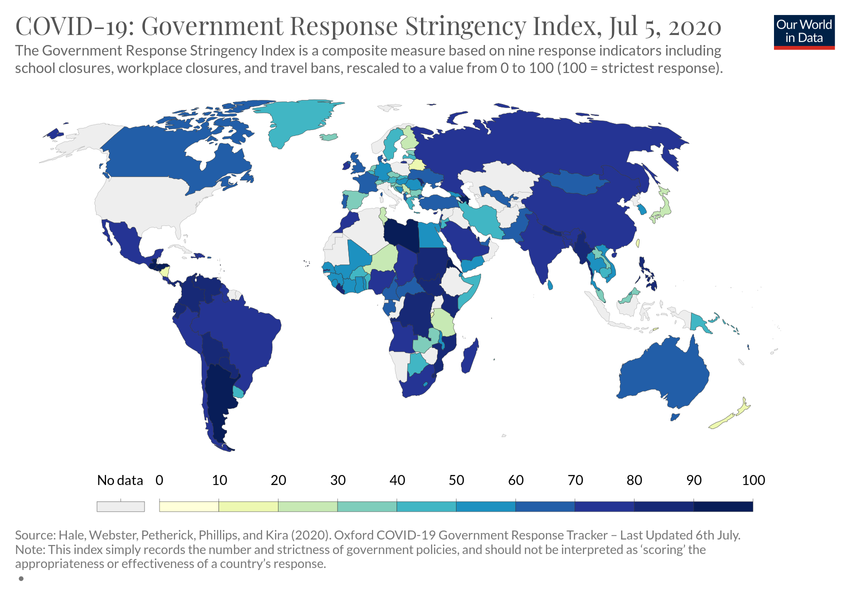 COVID-19: Government Response Stringency Index, Jul 5, 2020
Our World
in Data
The Government Response Stringency Index is a composite measure based on nine response indicators including
school closures, workplace closures, and travel bans, rescaled to a value from 0 to 100 (100 = strictest response).
No data 0 10 20 30 40 50 60 70 80 90 100
Source: Hale, Webster, Petherick, Phillips, and Kira (2020). Oxford COVID-19 Government Response Tracker – Last Updated 6th July.
Note: This index simply records the number and strictness of government policies, and should not be interpreted as ‘scoring’ the
appropriateness or effectiveness of a country’s response.